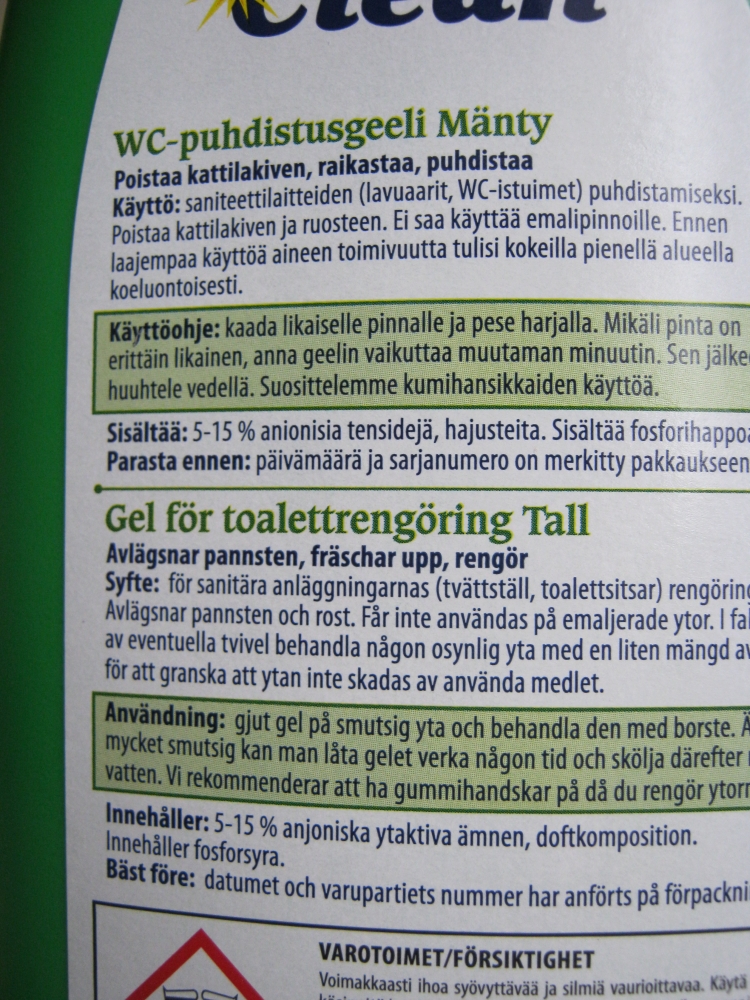 Clean
WC-puhdistusgeeli Mänty
Poistaa kattilakiven, raikastaa, puhdistaa
Käyttö: saniteettilaitteiden (lavuaarit, WC-istuimet) puhdistamiseksi.
Poistaa kattilakiven ja ruosteen. Ei saa käyttää emalipinnoille. Ennen
laajempaa käyttöä aineen toimivuutta tulisi kokeilla pienellä alueella
koeluontoisesti.
Käyttöohje: kaada likaiselle pinnalle ja pese harjalla. Mikäli pinta on
erittäin likainen, anna geelin vaikuttaa muutaman minuutin. Sen jälke
huuhtele vedellä. Suosittelemme kumihansikkaiden käyttöä.
Sisältää: 5-15 % anionisia tensidejä, hajusteita. Sisältää fosforihappoa
Parasta ennen: päivämäärä ja sarjanumero on merkitty pakkaukseen
Gel för toalettrengöring Tall
Avlägsnar pannsten, fräschar upp, rengör
Syfte: för sanitära anläggningarnas (tvättställ, toalettsitsar) rengöring
Avlägsnar pannsten och rost. Får inte användas på emaljerade ytor. I fal
av eventuella tvivel behandla någon osynlig yta med en liten mängd av
för att granska att ytan inte skadas av använda medlet.
Användning: gjut gel på smutsig yta och behandla den med borste. Ä
mycket smutsig kan man låta gelet verka någon tid och skölja därefter
vatten. Vi rekommenderar att ha gummihandskar på då du rengör ytorn
Innehåller: 5-15 % anjoniska ytaktiva ämnen, doftkomposition.
Innehåller fosforsyra.
Bäst före: datumet och varupartiets nummer har anförts på förpackni
VAROTOIMET/FÖRSIKTIGHET
Voimakkaasti ihoa syövyttävää ja silmiä vaurioittavaa. Käytä